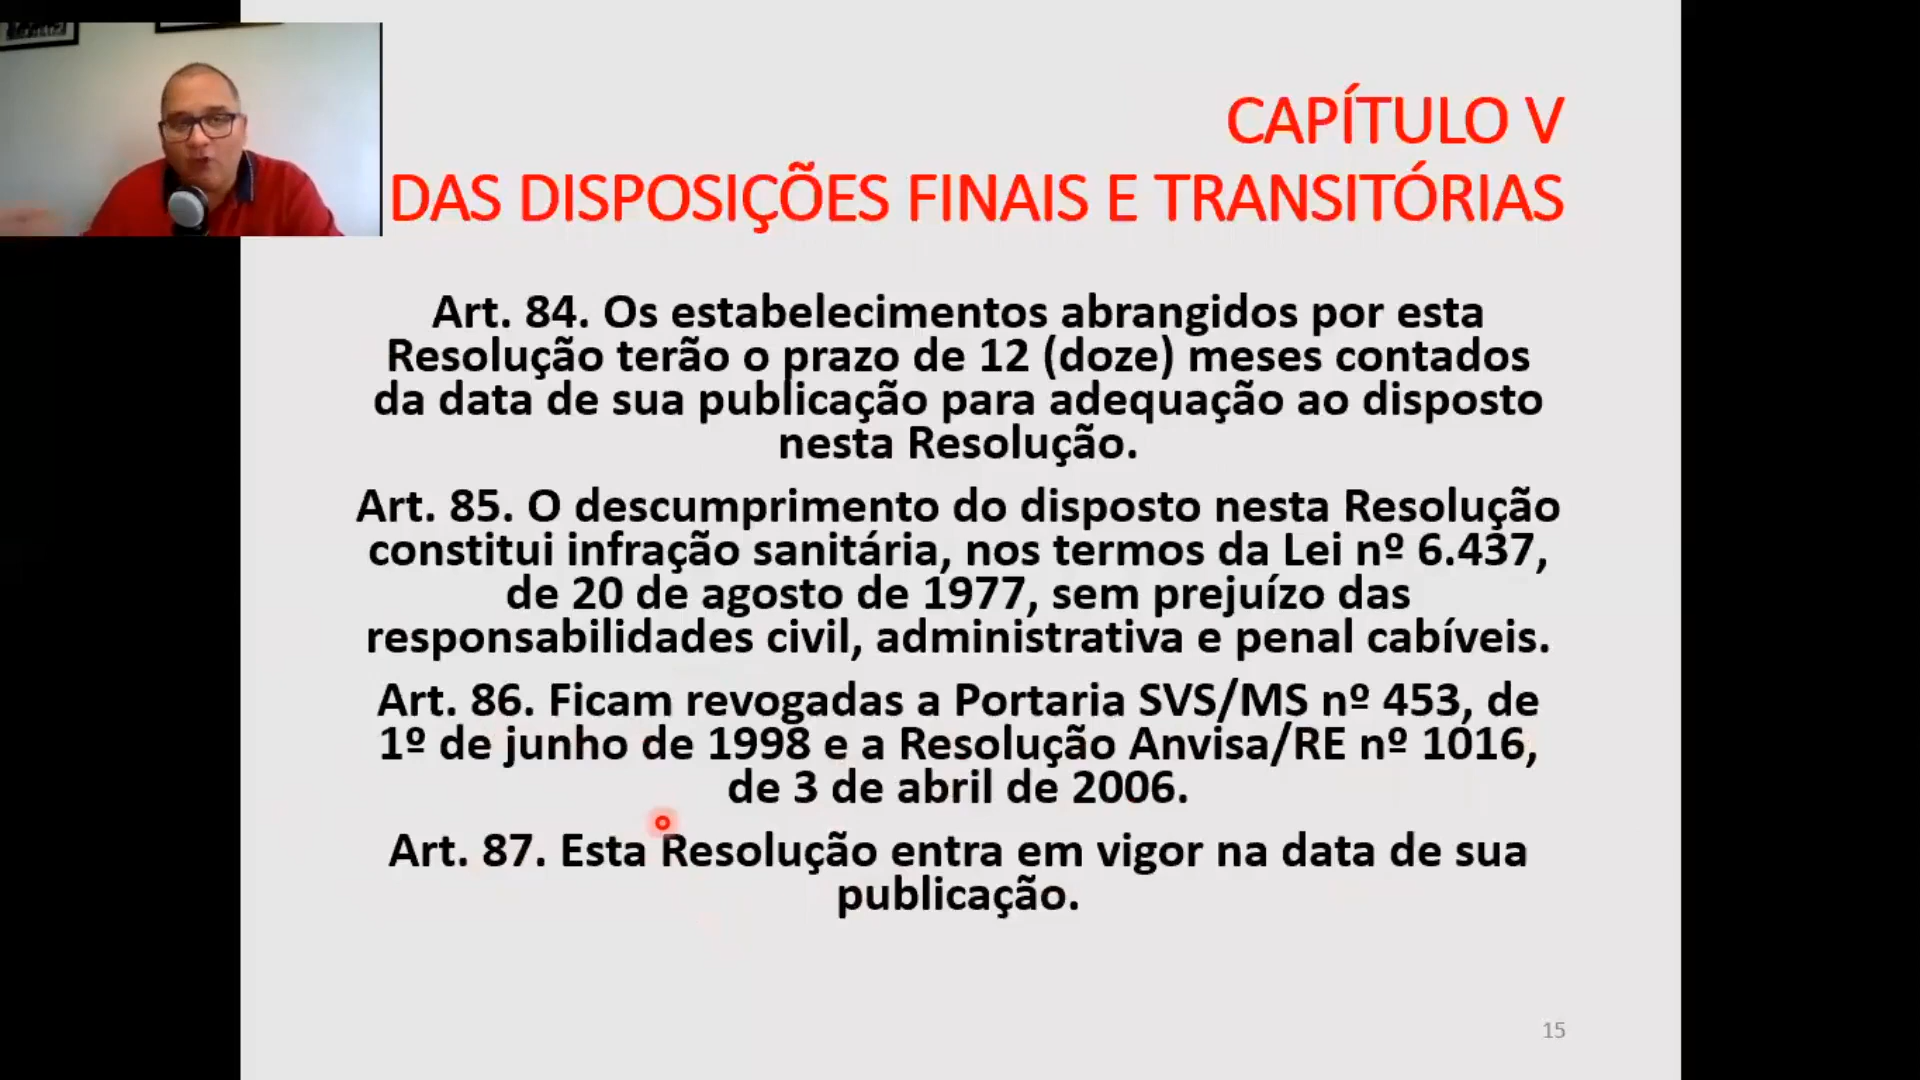 CAPÍTULO V
DAS DISPOSIÇÕES FINAIS E TRANSITÓRIAS
Art. 84. Os estabelecimentos abrangidos por esta
Resolução terão o prazo de 12 (doze) meses contados
da data de sua publicação para adequação ao disposto
nesta Resolução.
Art. 85. O descumprimento do disposto nesta Resolução
constitui infração sanitária, nos termos da Lei nº 6.437,
de 20 de agosto de 1977, sem prejuízo das
responsabilidades civil, administrativa e penal cabíveis.
Art. 86. Ficam revogadas a Portaria SVS/MS nº 453, de
1º de junho de 1998 e a Resolução Anvisa/RE nº 1016,
de 3 de abril de 2006.
Art. 87. Esta Resolução entra em vigor na data de sua
publicação.
15